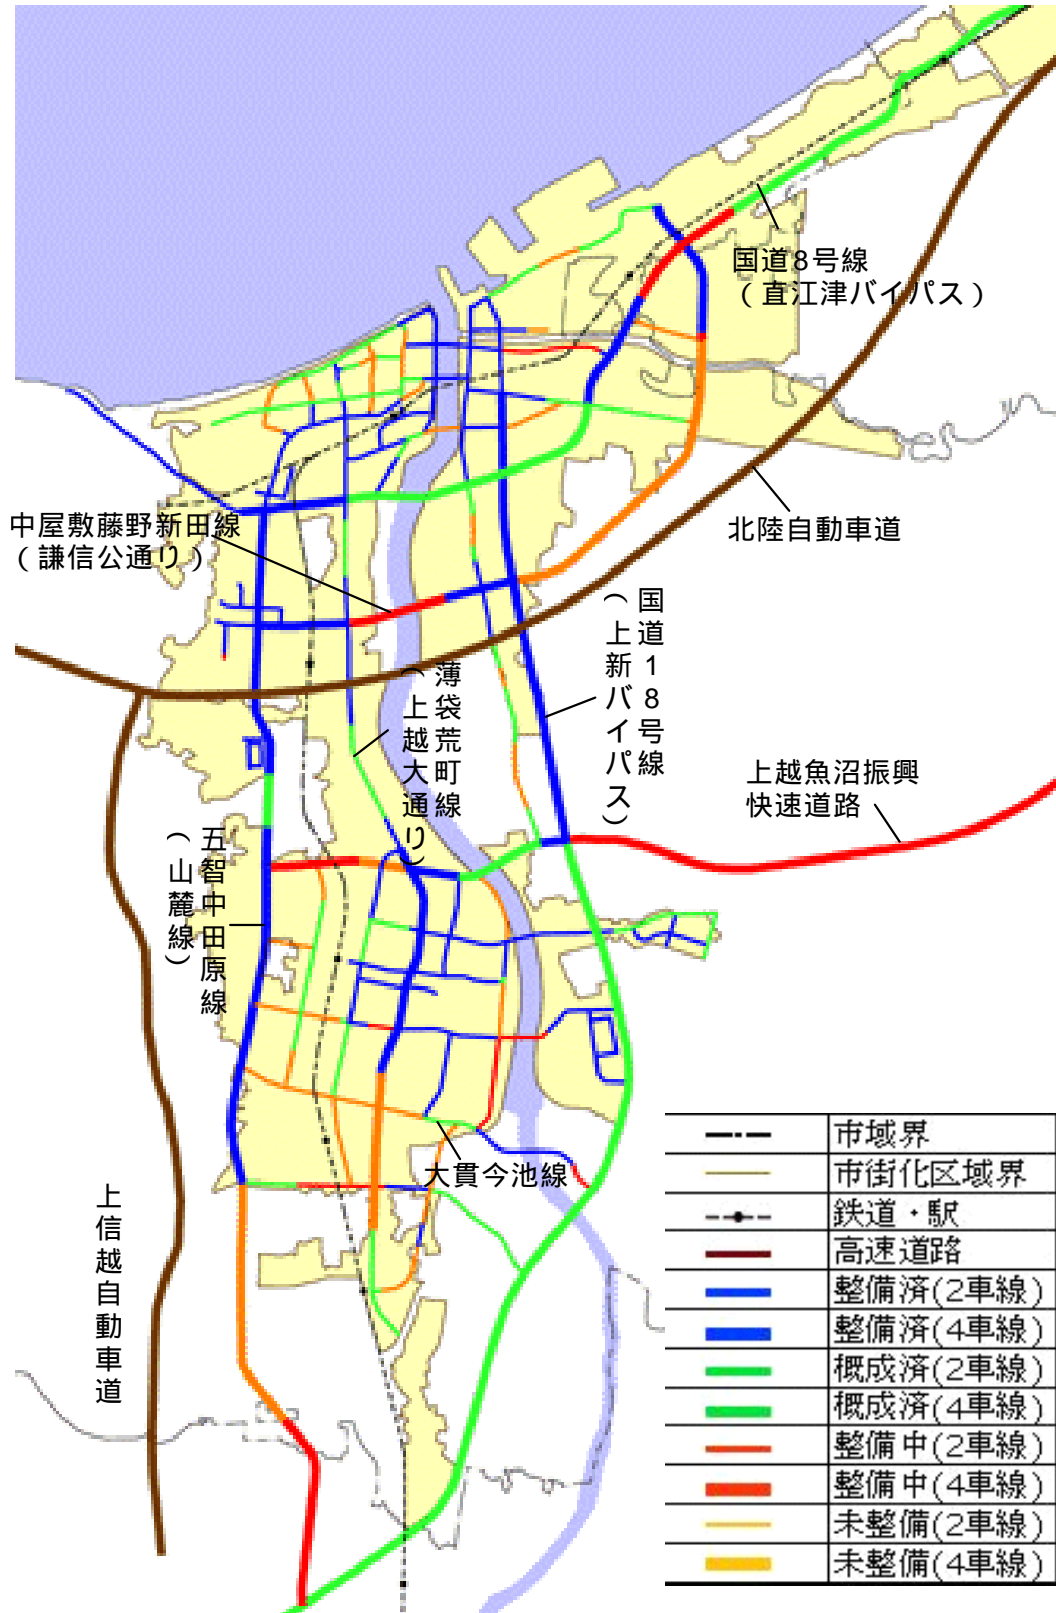 国道8号線
（直江津バイパス）
中屋敷藤野新田線
（謙信公通り）
北陸自動車道
国道18号線
（上新バイパス）
薄袋荒町線
（上越大通り）
上越魚沼振興
快速道路
五智中田原線
（山麓線）
大貫今池線
上信越自動車道
市域界
市街化区域界
鉄道・駅
高速道路
整備済(2車線)
整備済(4車線)
概成済(2車線)
概成済(4車線)
整備中(2車線)
整備中(4車線)
未整備(2車線)
未整備(4車線)